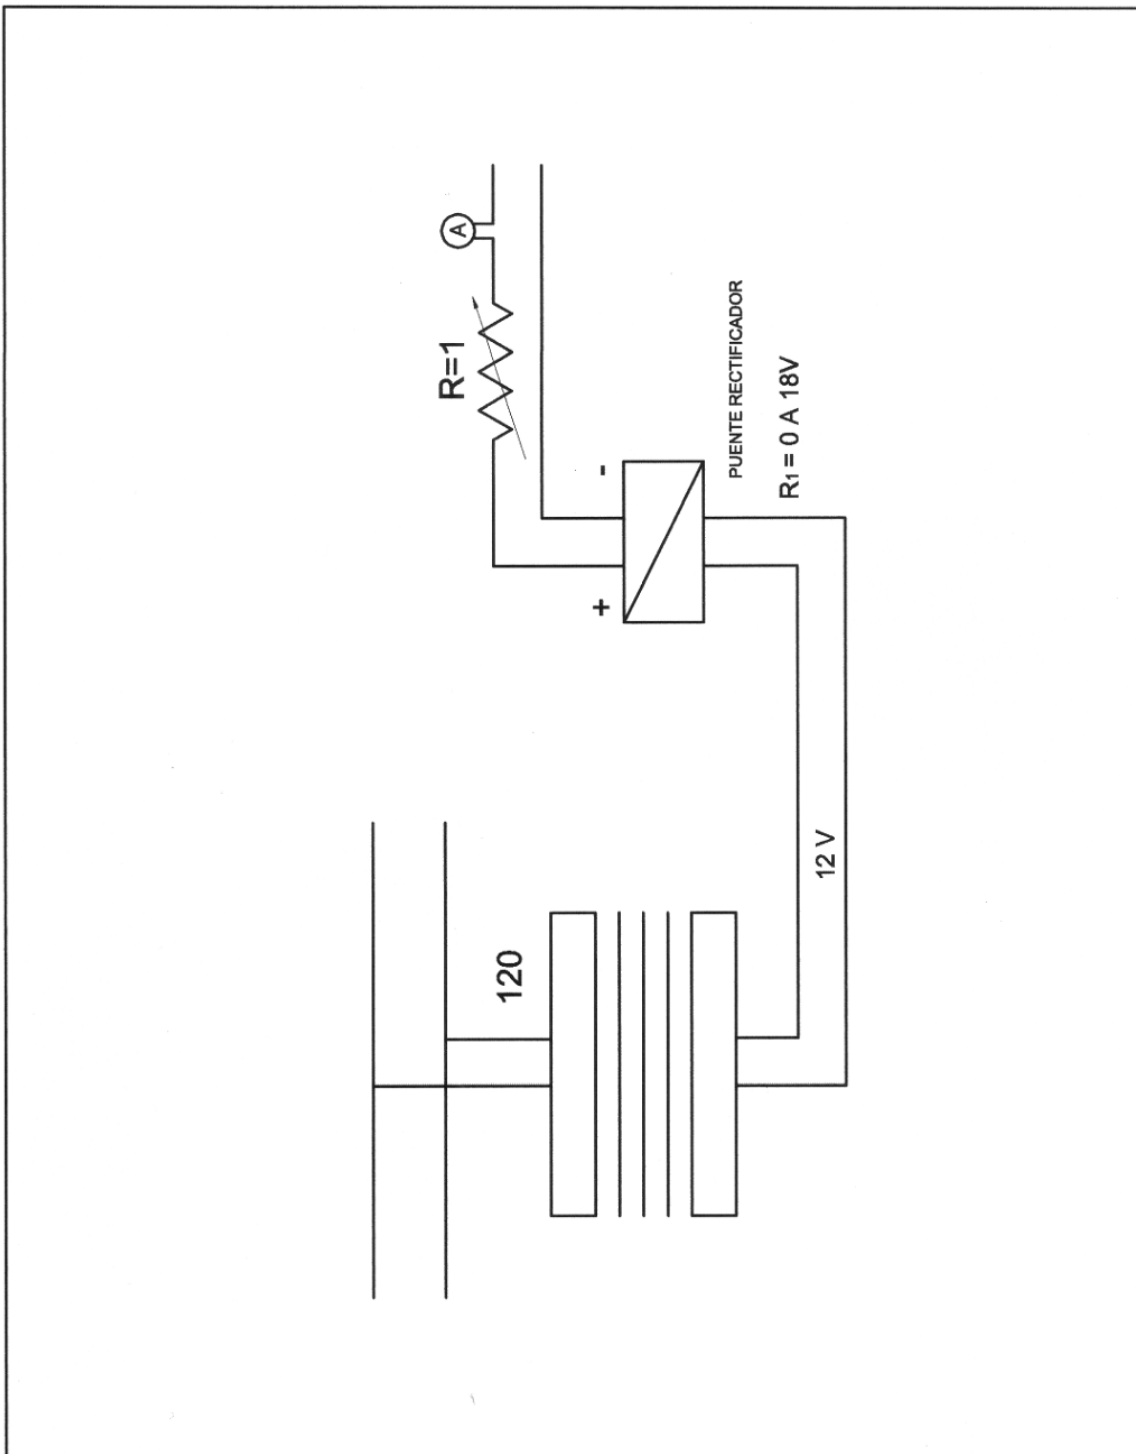 120
12 V
+
-
PUENTE RECTIFICADOR
R1 = 0 A 18V
R=1
A